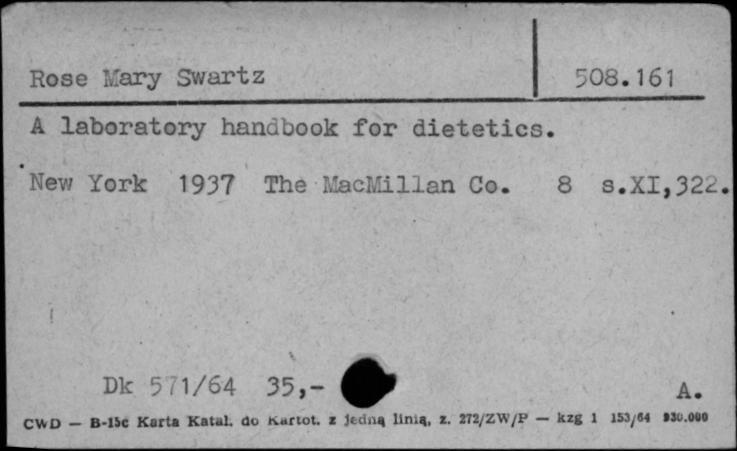 Rose Mary Swartz 508.161
A laboratory handbook for dietetics.
New York 1937 The MacMillan Co. 8 s.XI,322.
Dk 571/64 35,- A.
CWD — B-15c Karta Katal. do Kartot. z jedną linią, z. 272/ZW/P — kzg 1 153/64 930.000